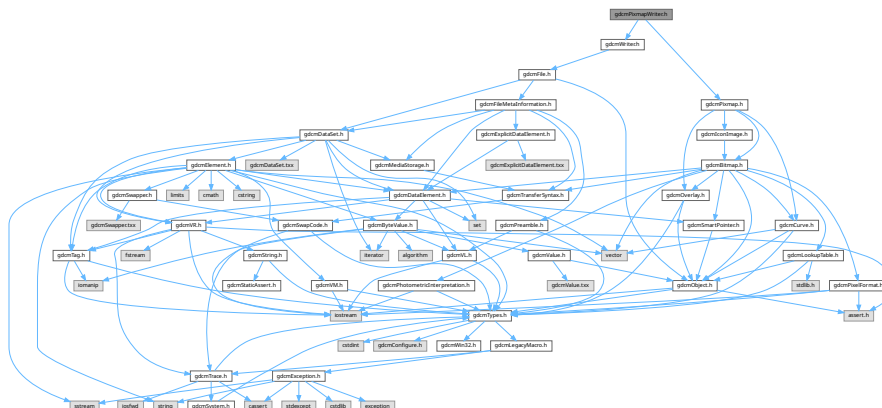 gdcmPixmapWriter.h
gdcmWriter.h
gdcmFile.h
gdcmFileMetaInformation.h
gdcmPixmap.h
gdcmDataSet.h
gdcmExplicitDataElement.h
gdcmIconImage.h
gdcmElement.h
gdcmDataSet.txx
gdcmMediaStorage.h
gdcmExplicitDataElement.txx
gdcmBitmap.h
gdcmSwapper.h
limits
cmath
cstring
gdcmDataElement.h
gdcmTransferSyntax.h
gdcmOverlay.h
gdcmSwapper.txx
gdcmVR.h
gdcmSwapCode.h
gdcmByteValue.h
set
gdcmPreamble.h
gdcmSmartPointer.h
gdcmCurve.h
gdcmTag.h
fstream
gdcmString.h
iterator
algorithm
gdcmVL.h
gdcmValue.h
vector
gdcmLookupTable.h
iomanip
gdcmStaticAssert.h
gdcmVM.h
gdcmPhotometricInterpretation.h
gdcmValue.txx
gdcmObject.h
stdlib.h
gdcmPixelFormat.h
iostream
gdcmTypes.h
assert.h
cstdint
gdcmConfigure.h
gdcmWin32.h
gdcmLegacyMacro.h
gdcmTrace.h
gdcmException.h
sstream
iosfwd
string
gdcmSystem.h
cassert
stdexcept
cstdlib
exception